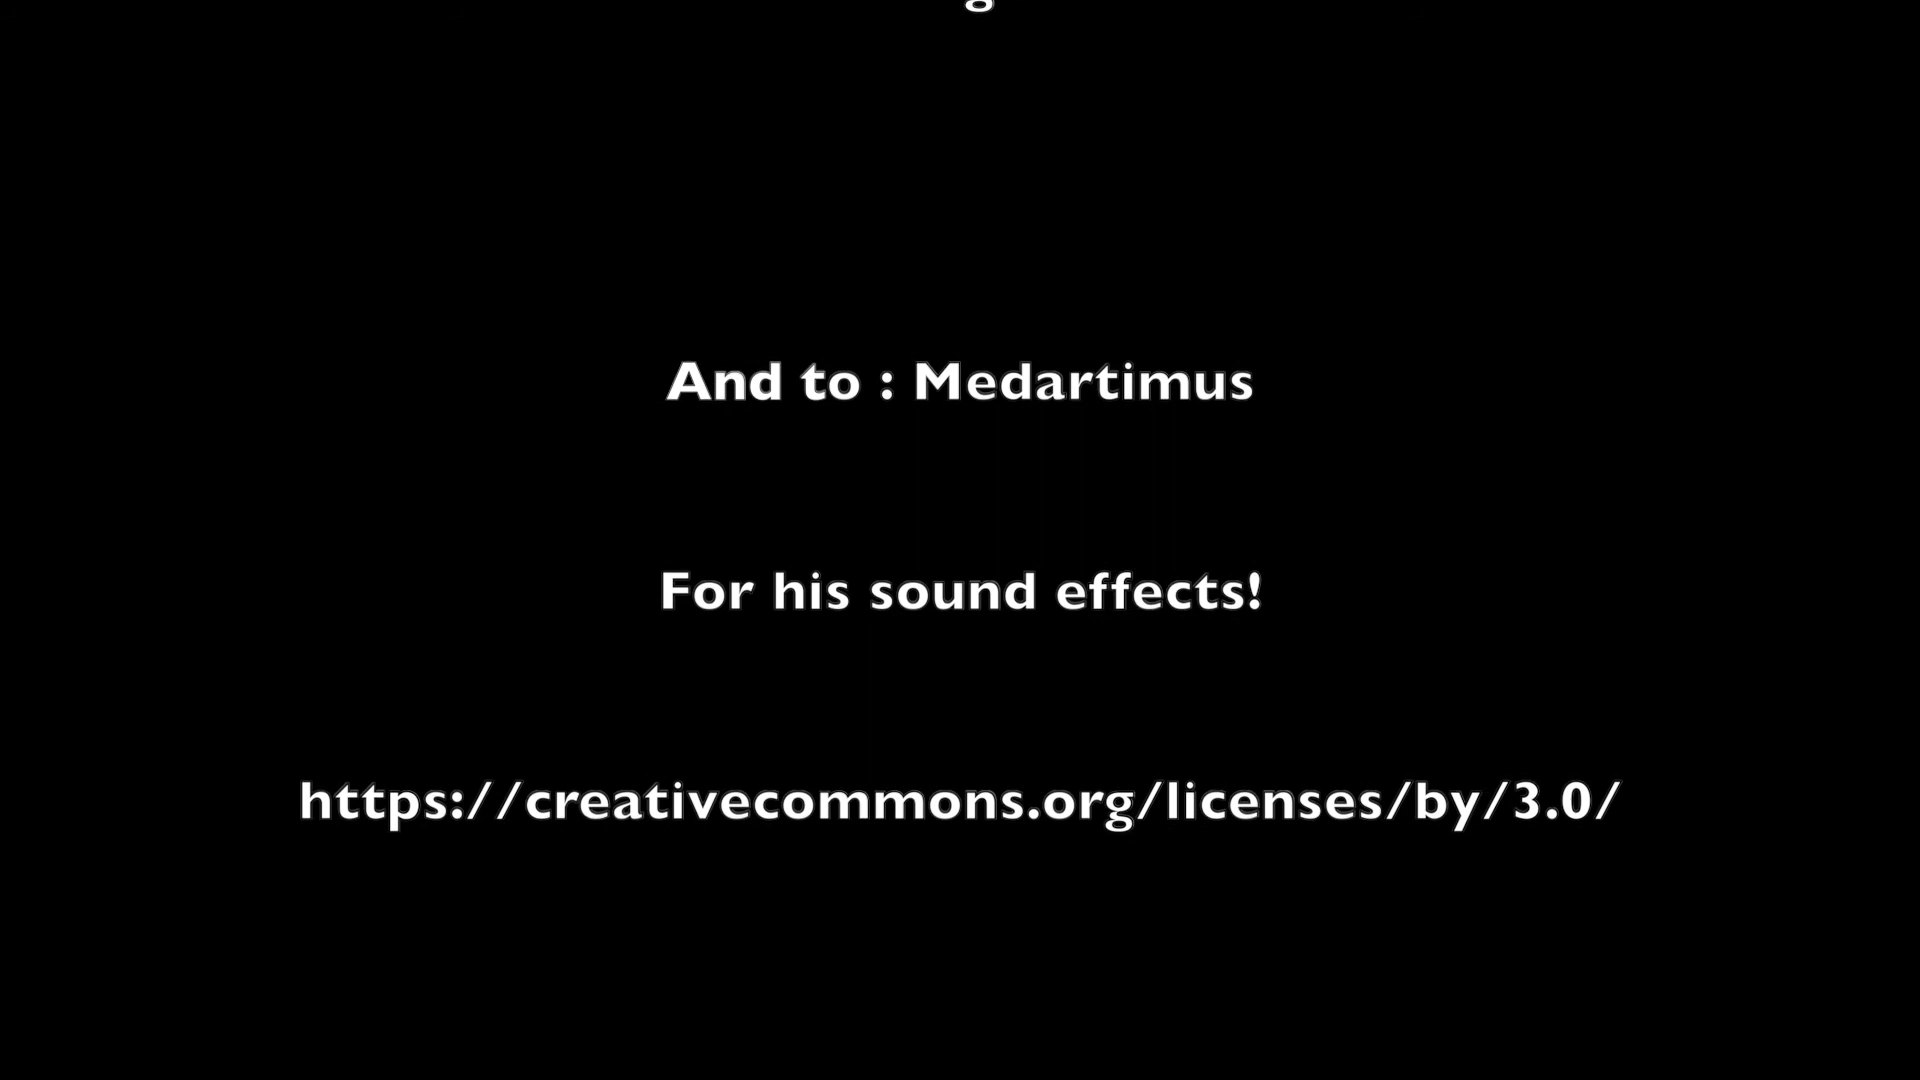 And to : Medartimus
For his sound effects!
https://creativecommons.org/licenses/by/3.0/